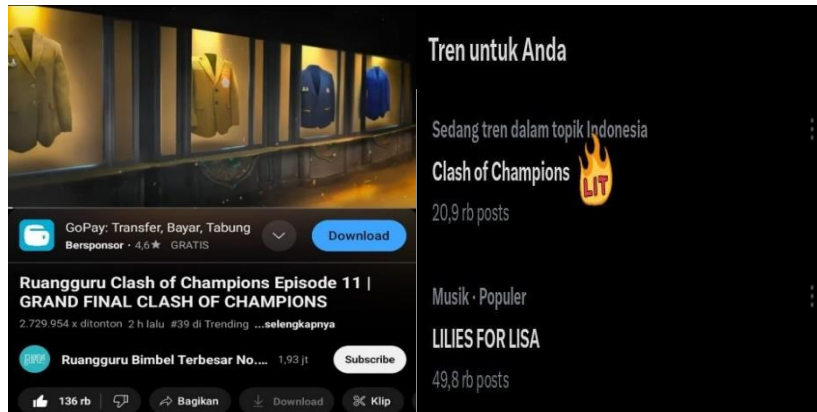 GoPay: Transfer, Bayar, Tabung
Bersponsor · 4,6★ GRATIS
Download
Ruangguru Clash of Champions Episode 11 |
GRAND FINAL CLASH OF CHAMPIONS
2.729.954 x ditonton 2 h lalu #39 di Trending ...selengkapnya
Ruangguru Bimbel Terbesar No.... 1,93 jt
Subscribe
136 rb
Bagikan
Download
Klip
Tren untuk Anda
Sedang tren dalam topik Indonesia
Clash of Champions
LIT
20,9 rb posts
Musik · Populer
LILIES FOR LISA
49,8 rb posts